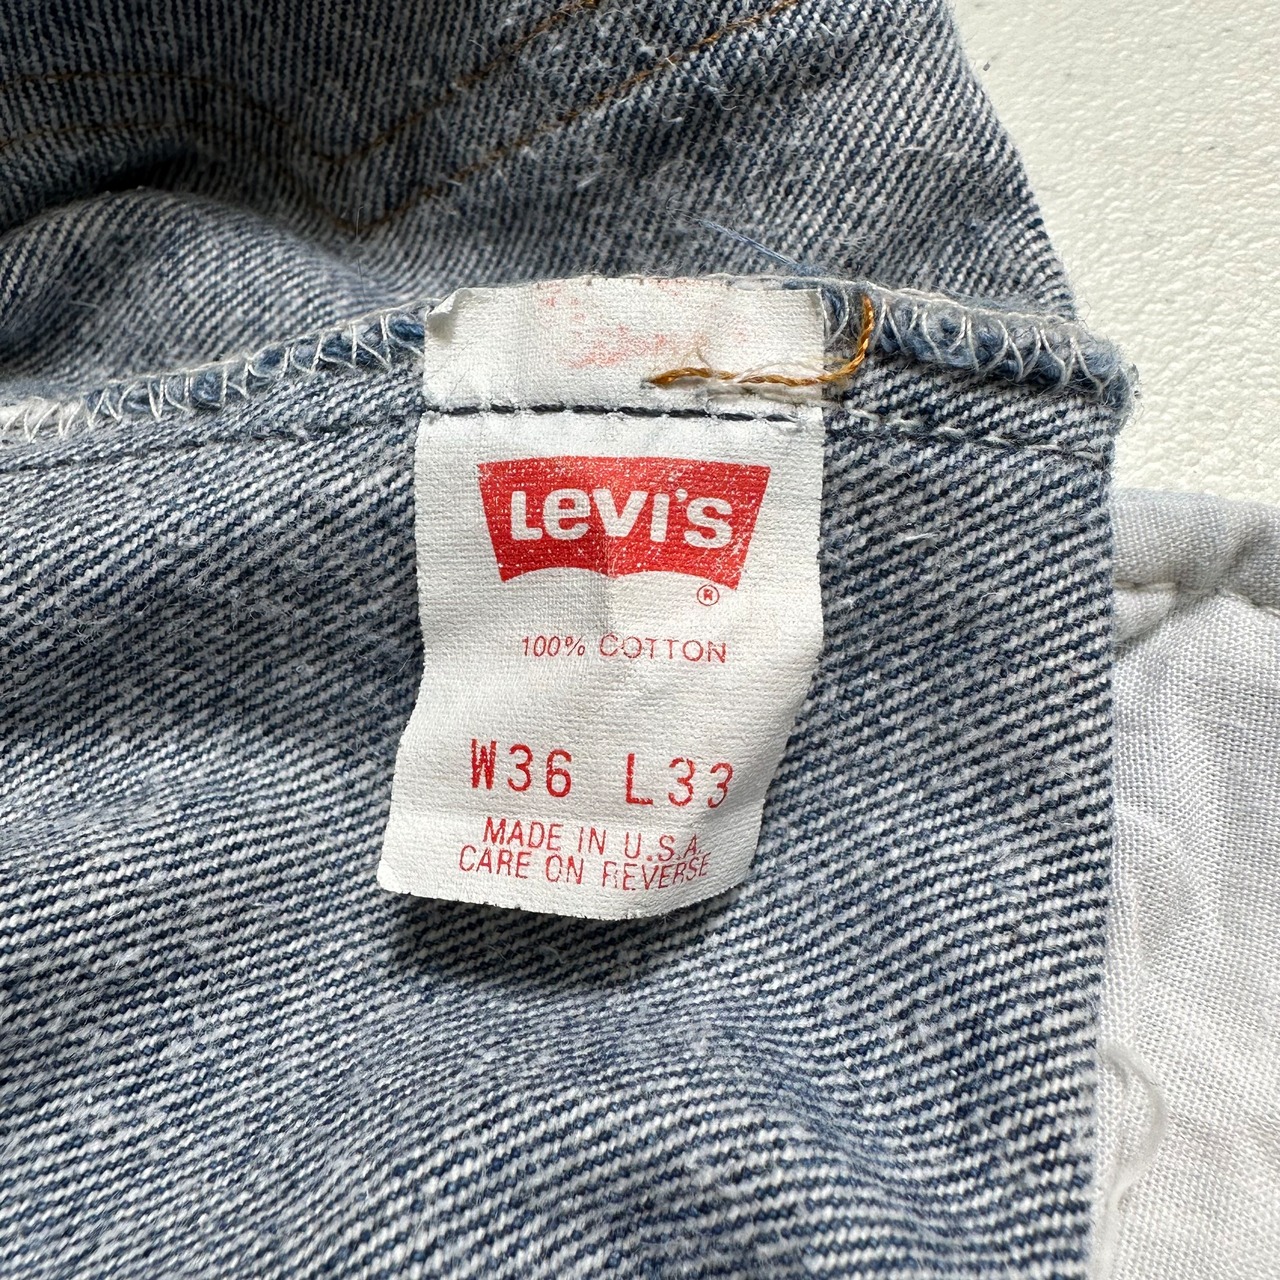 Levi's
®
100% COTTON
W36 L33
MADE IN U.S.A.
CARE ON REVERSE